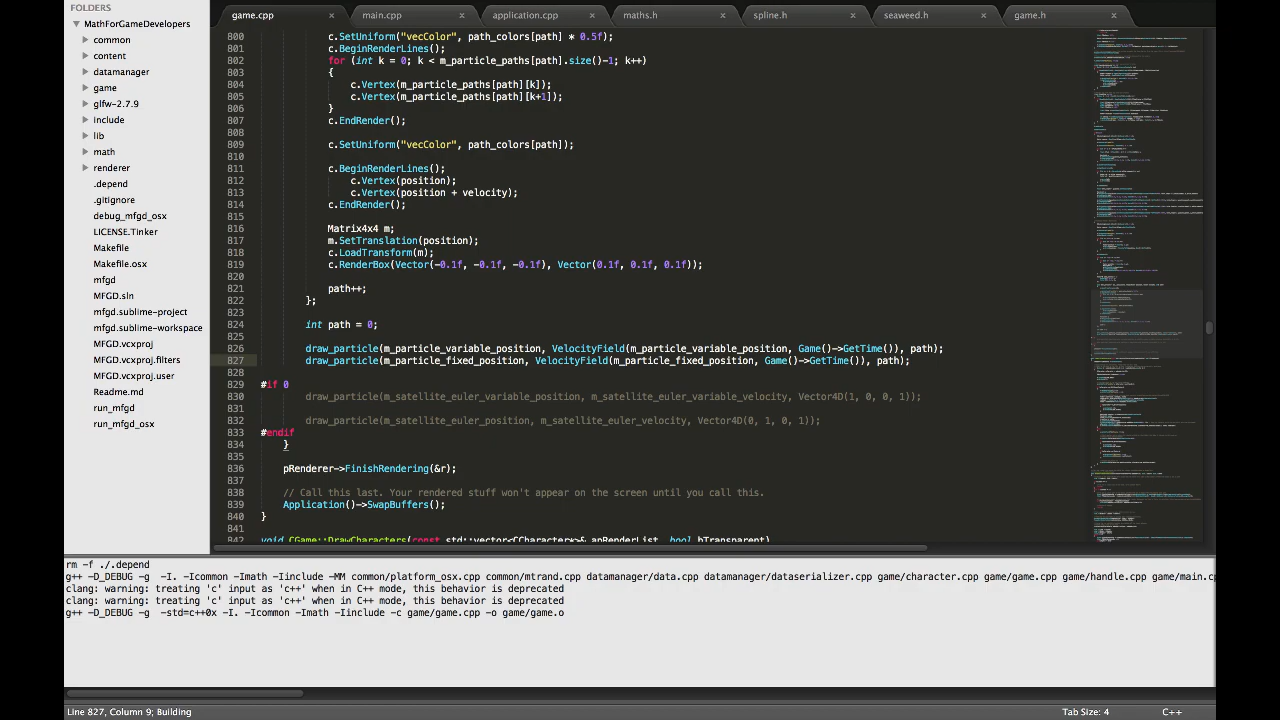 FOLDERS
MathForGameDevelopers
common
content
datamanager
game
glfw-2.7.9
include
lib
math
renderer
.depend
.gitignore
debug_mfgd_osx
LICENSE.Tinker
Makefile
Makefile.osx
mfgd
MFGD.sln
mfgd.sublime-project
mfgd.sublime-workspace
MFGD.vcxproj
MFGD.vcxproj.filters
MFGD.vcxproj.user
Readme.md
run_mfgd
run_mfgd_osx
game.cpp × main.cpp × application.cpp × maths.h × spline.h × seaweed.h × game.h ×
800 c.SetUniform("vecColor", path_colors[path] * 0.5f);
801 c.BeginRenderLines();
802 for (int k = 0; k < m_particle_paths[path].size()-1; k++)
803 {
804 c.Vertex(m_particle_paths[path][k]);
805 c.Vertex(m_particle_paths[path][k+1]);
806 }
807 c.EndRender();
808
809 c.SetUniform("vecColor", path_colors[path]);
810
811 c.BeginRenderLines();
812 c.Vertex(position);
813 c.Vertex(position + velocity);
814 c.EndRender();
815
816 Matrix4x4 m;
817 m.SetTranslation(position);
818 c.LoadTransform(m);
819 c.RenderBox(Vector(-0.1f, -0.1f, -0.1f), Vector(0.1f, 0.1f, 0.1f));
820
821 path++;
822 };
823
824 int path = 0;
825
826 draw_particle(m_particle_variable_position, VelocityField(m_particle_variable_position, Game()->GetTime()), path);
827 draw_particle(m_particle_fixed_position, VelocityField(m_particle_fixed_position, Game()->GetTime()), path);
828
829 #if 0
830 draw_particle(m_satellite_euler_variable_position, m_satellite_euler_variable_velocity, Vector4D(1, 0, 0, 1));
831
832 draw_particle(m_satellite_euler_position, m_satellite_euler_velocity, Vector4D(0, 1, 0, 1));
833 #endif
834 }
835
836 pRenderer->FinishRendering(&r);
837
838 // Call this last. Your rendered stuff won't appear on the screen until you call this.
839 Application()->SwapBuffers();
840 }
841
842 void CGame::DrawCharacters(const std::vector<CCharacter*>& apRenderList, bool bTransparent)
rm -f ./.depend
g++ -D_DEBUG -g -I. -Icommon -Imath -Iinclude -MM common/platform_osx.cpp common/mtrand.cpp datamanager/data.cpp datamanager/dataserializer.cpp game/character.cpp game/game.cpp game/handle.cpp game/main.cp
clang: warning: treating 'c' input as 'c++' when in C++ mode, this behavior is deprecated
clang: warning: treating 'c' input as 'c++' when in C++ mode, this behavior is deprecated
g++ -D_DEBUG -g -std=c++0x -I. -Icommon -Imath -Iinclude -c game/game.cpp -o game/game.o
Line 827, Column 9; Building Tab Size: 4 C++